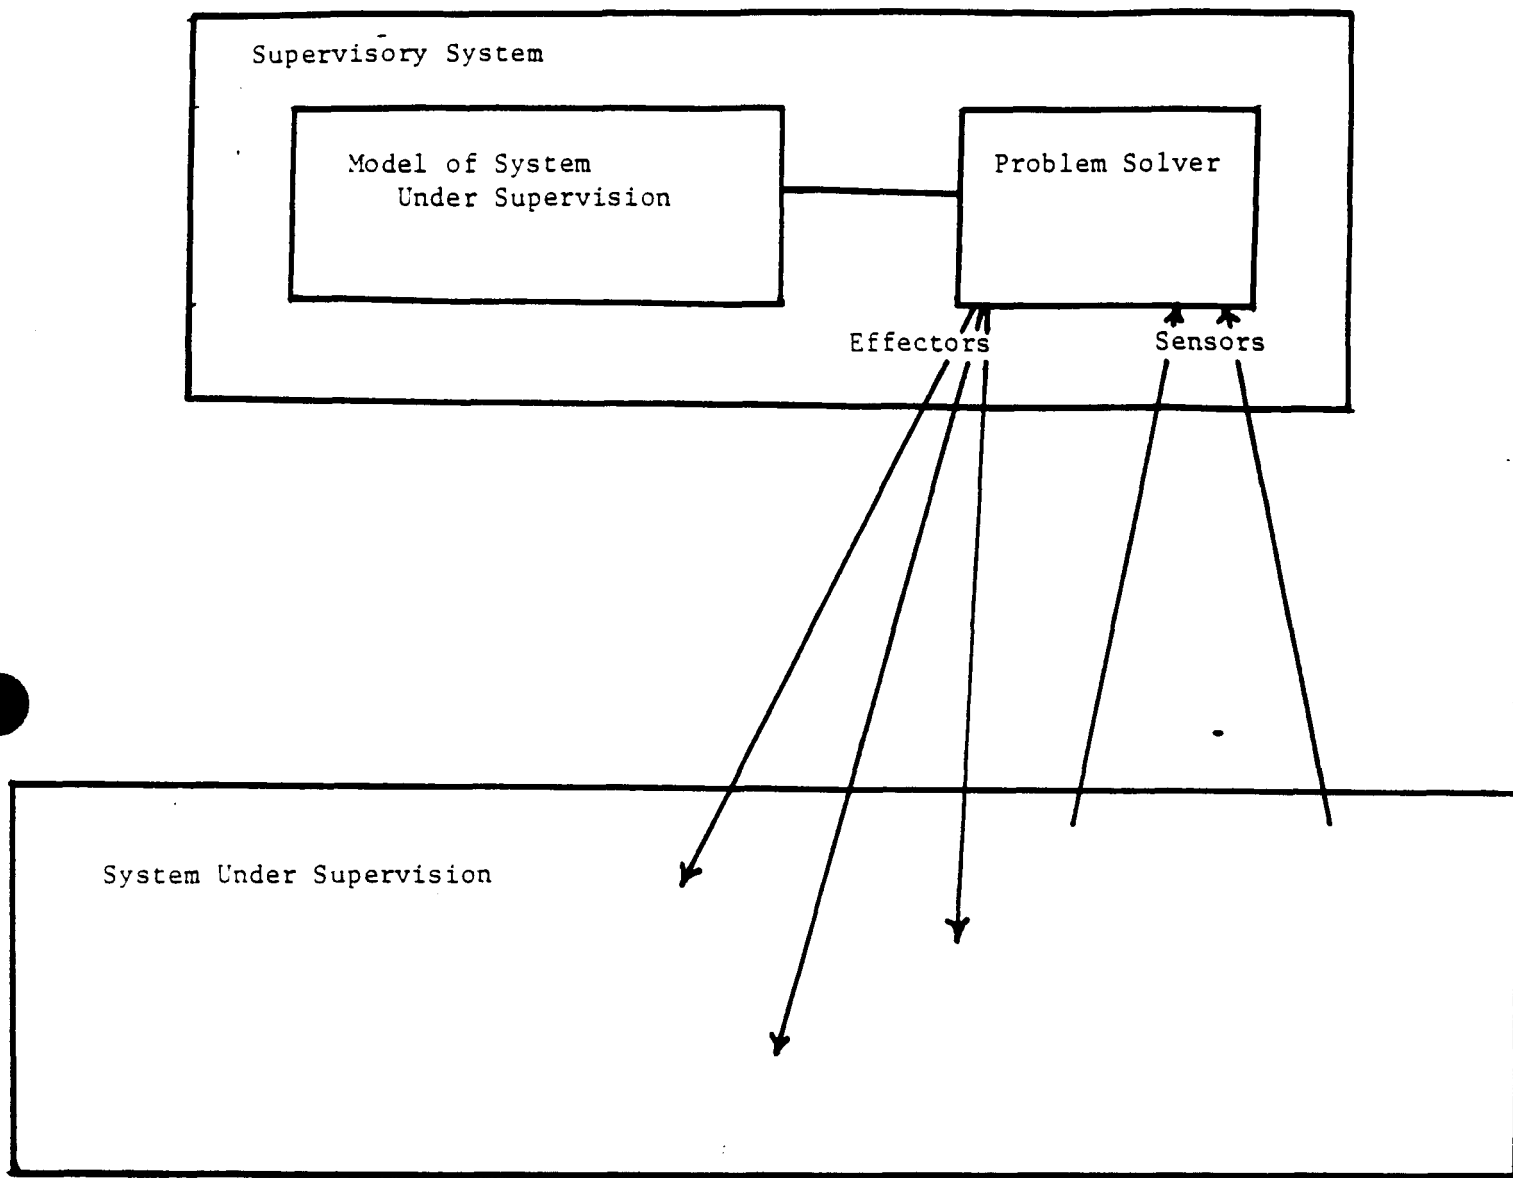 Supervisory System
Model of System
Under Supervision
Problem Solver
Effectors
Sensors
System Under Supervision